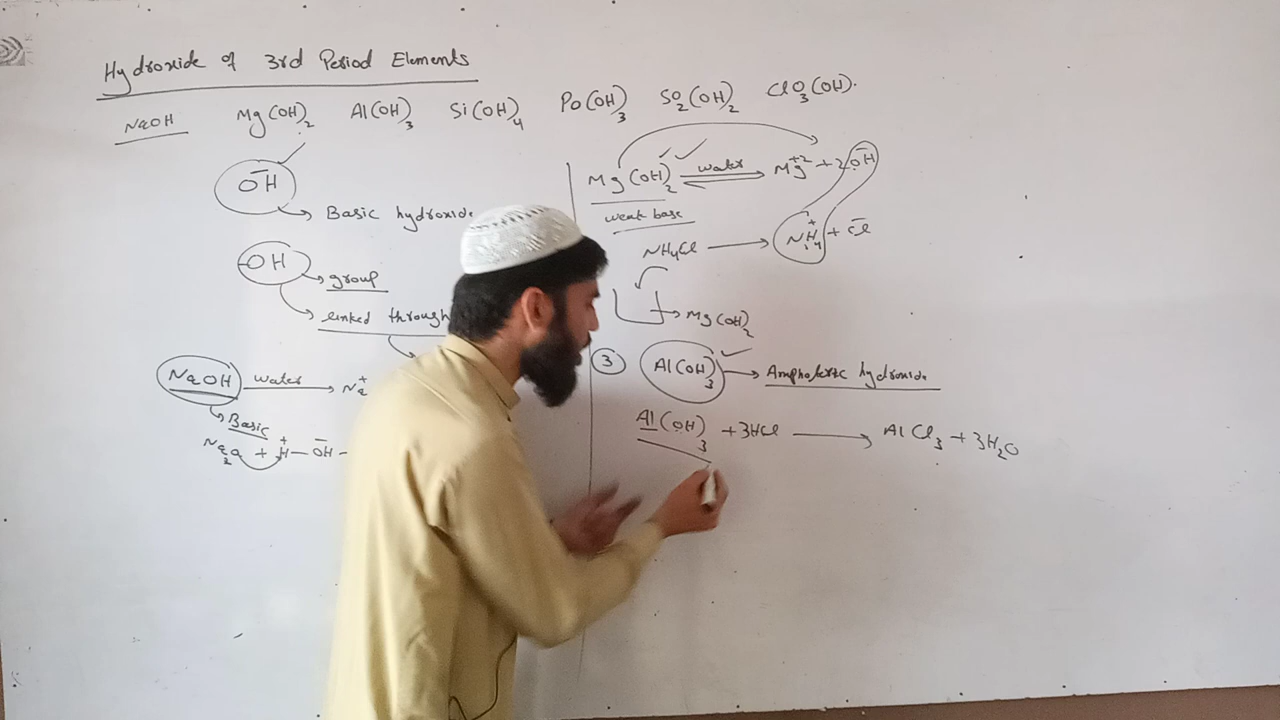 Hydroxide of 3rd Period Elements
NaOH Mg(OH)₂ Al(OH)₃ Si(OH)₄ PO(OH)₃ SO₂(OH)₂ ClO₃(OH).
OH⁻
Basic hydroxide
-OH
group
linked through
NaOH water → Na⁺
Basic
Na₂O + H⁺ – OH⁻ –
Mg(OH)₂ water ⇌ Mg⁺² + 2OH⁻
weak base
NH₄Cl → NH₄⁺ + Cl⁻
→ Mg(OH)₂
③ Al(OH)₃ → Amphoteric hydroxide
Al(OH)₃ + 3HCl → AlCl₃ + 3H₂O